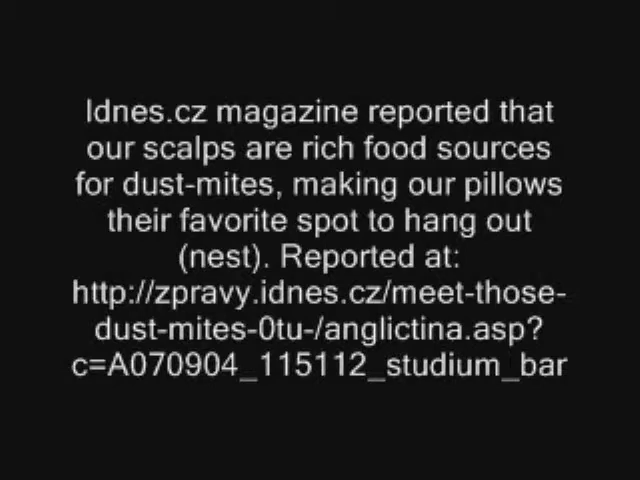 Idnes.cz magazine reported that
our scalps are rich food sources
for dust-mites, making our pillows
their favorite spot to hang out
(nest). Reported at:
http://zpravy.idnes.cz/meet-those-
dust-mites-0tu-/anglictina.asp?
c=A070904_115112_studium_bar